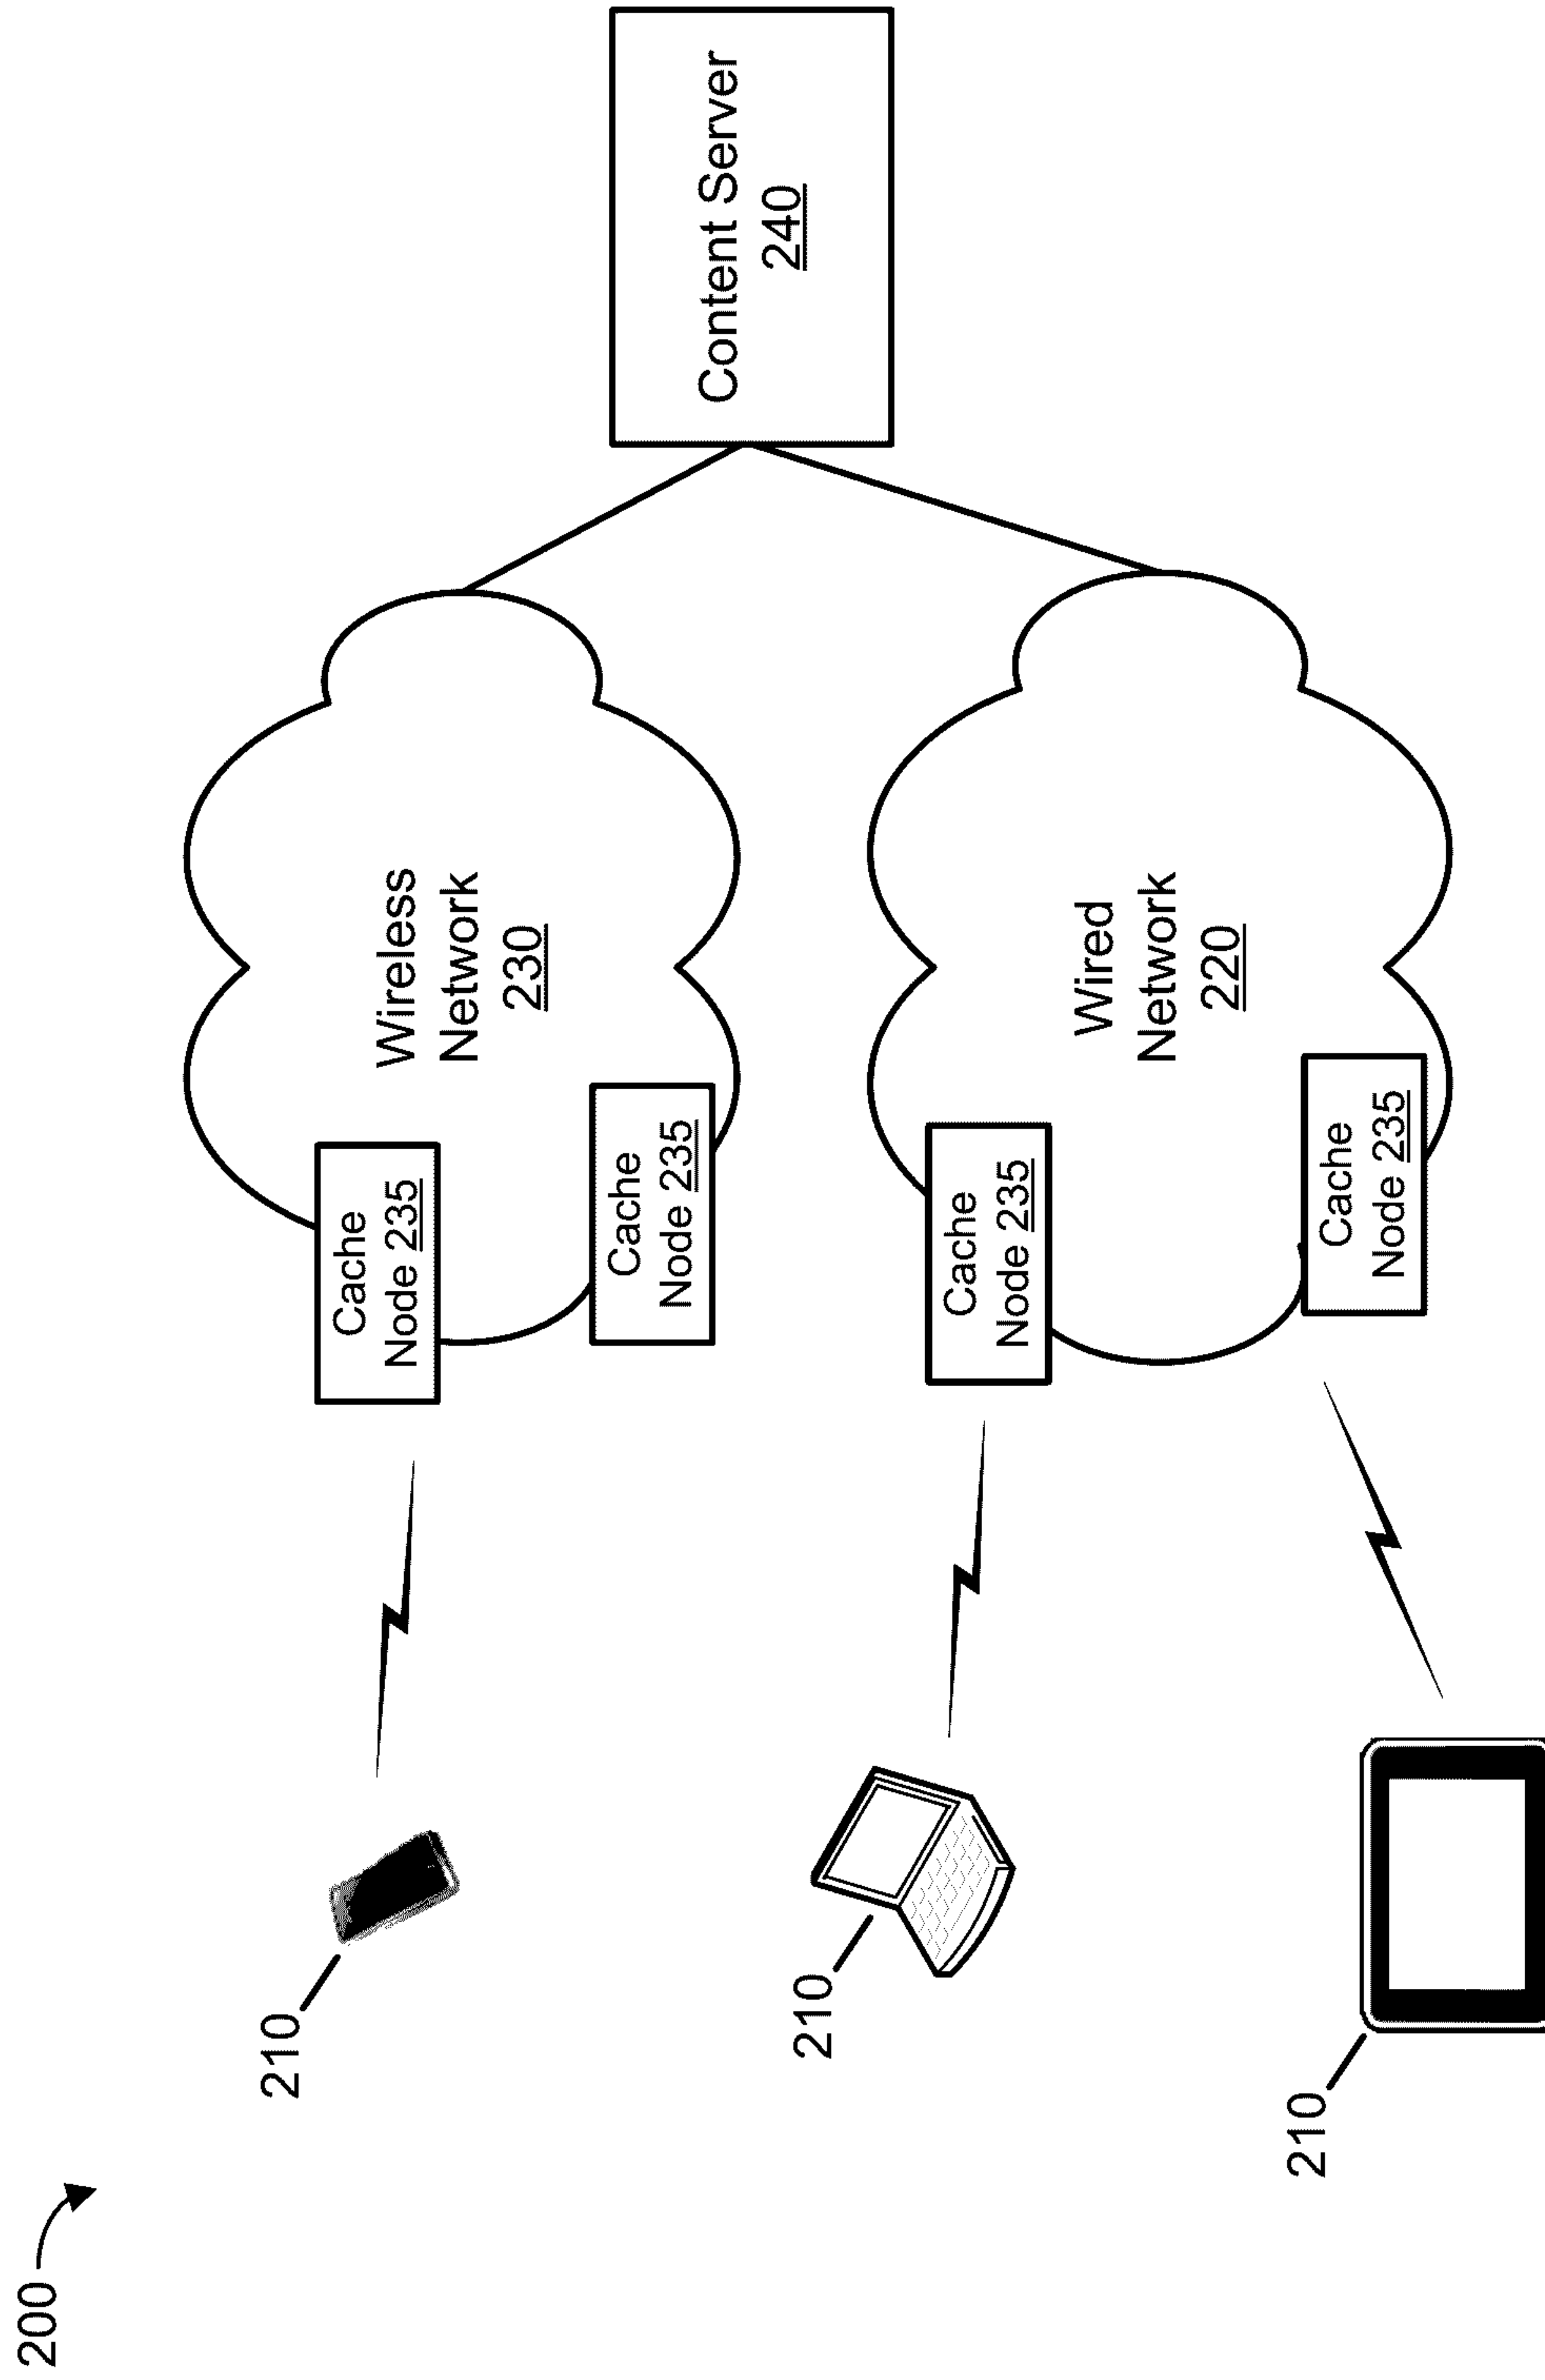 200
210
Cache
Node 235
Wireless
Network
230
Cache
Node 235
Content Server
240
210
Cache
Node 235
Wired
Network
220
210
Cache
Node 235